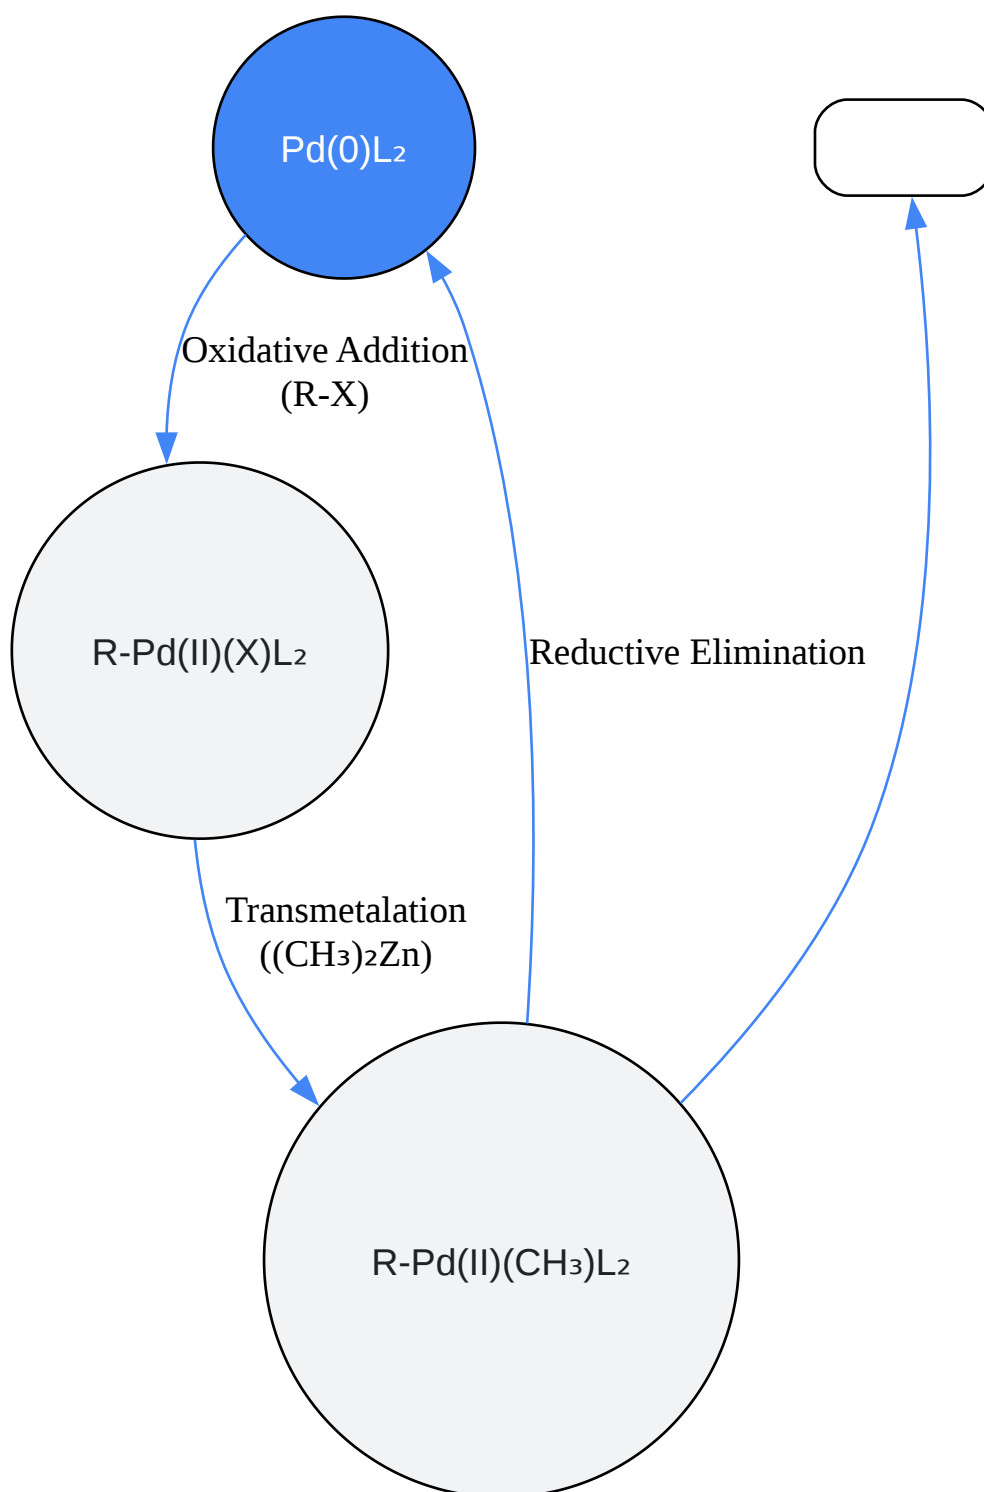 Pd(0)L₂
Oxidative Addition
(R-X)
R-Pd(II)(X)L₂
Reductive Elimination
Transmetalation
((CH₃)₂Zn)
R-Pd(II)(CH₃)L₂